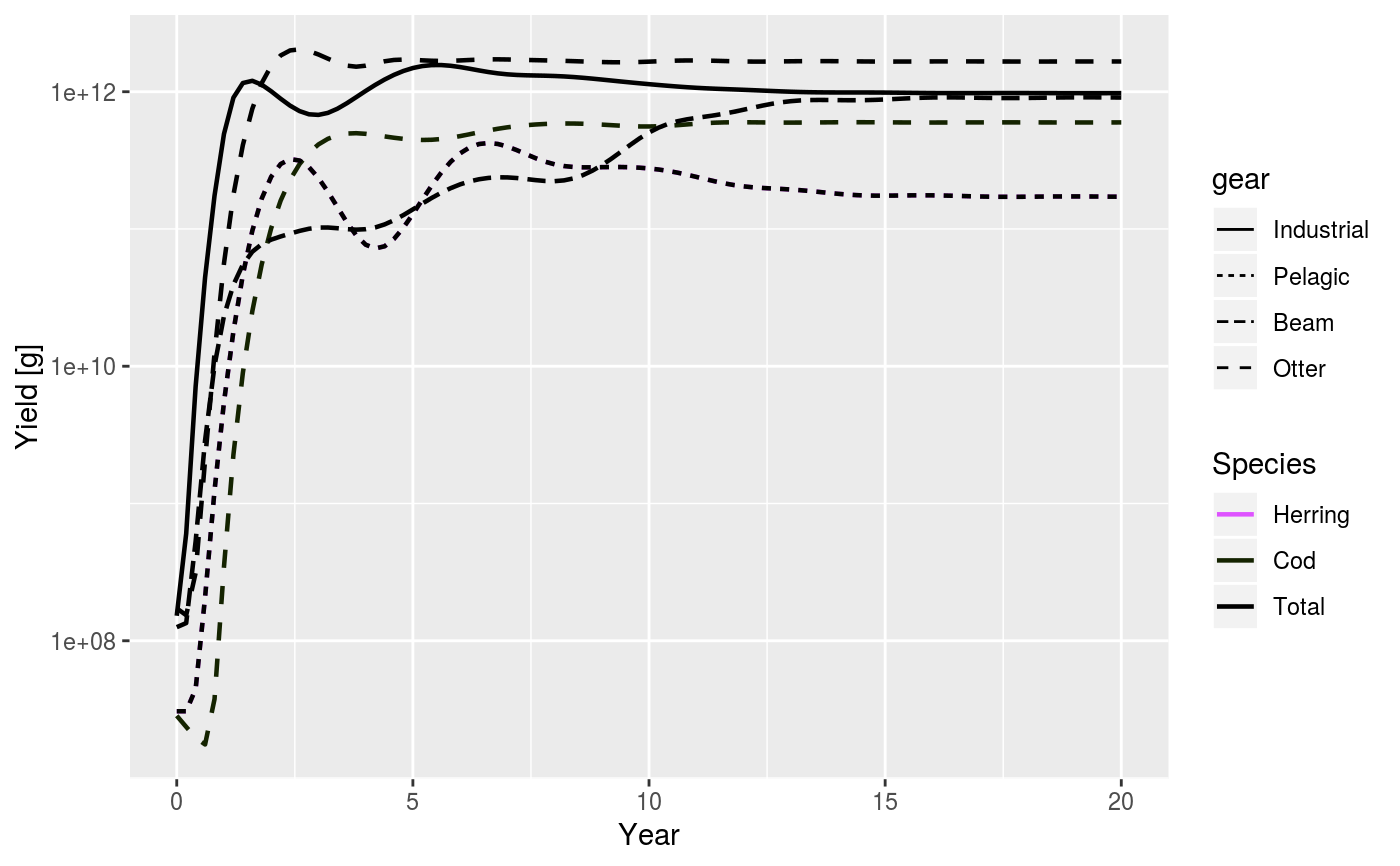 1e+12
1e+10
1e+08
Yield [g]
0 5 10 15 20
Year
gear
Industrial
Pelagic
Beam
Otter
Species
Herring
Cod
Total